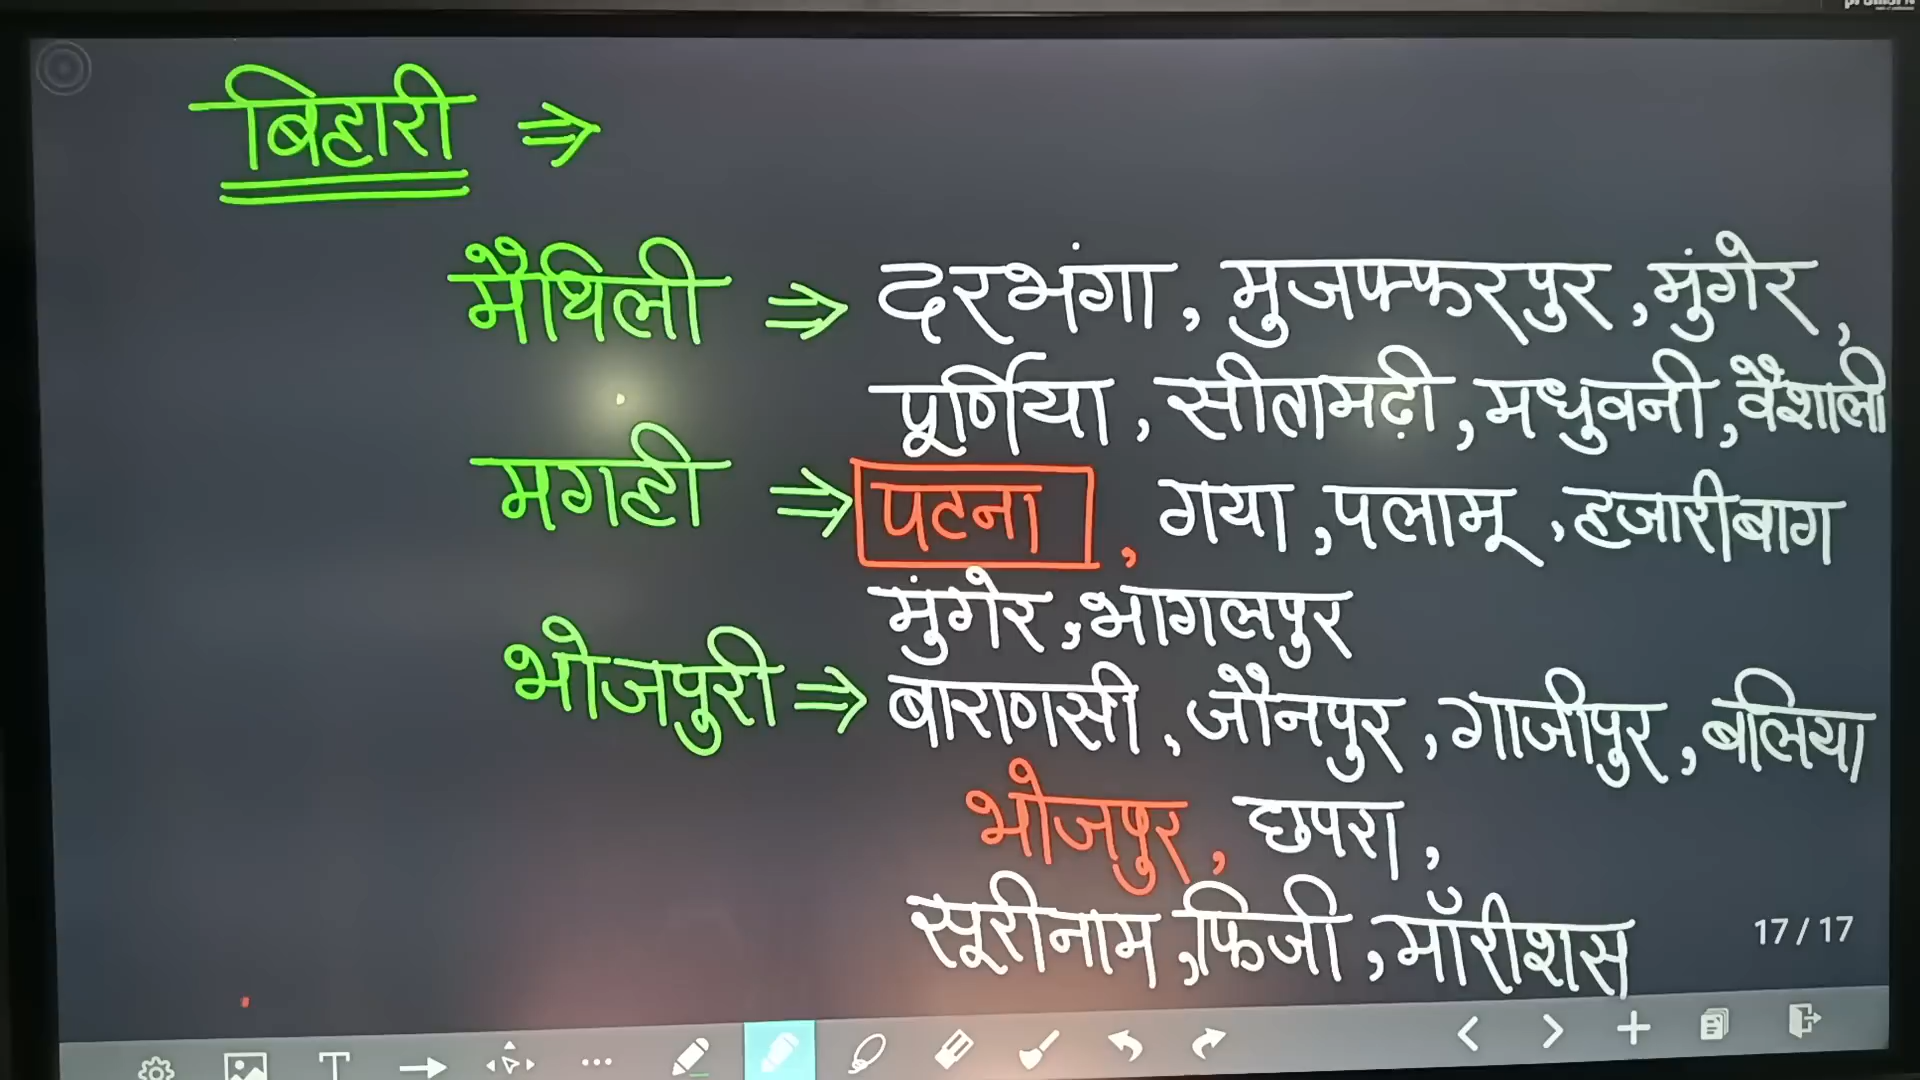 बिहारी ⇒
मैथिली ⇒ दरभंगा, मुजफ्फरपुर, मुंगेर,
पूर्णिया, सीतामढ़ी, मधुवनी, वैशाली
मगही ⇒ पटना, गया, पलामू, हजारीबाग
मुंगेर, भागलपुर
भोजपुरी ⇒ बाराणसी, जौनपुर, गाजीपुर, बलिया
भोजपुर, छपरा,
सूरीनाम, फिजी, मॉरीशस
17/17